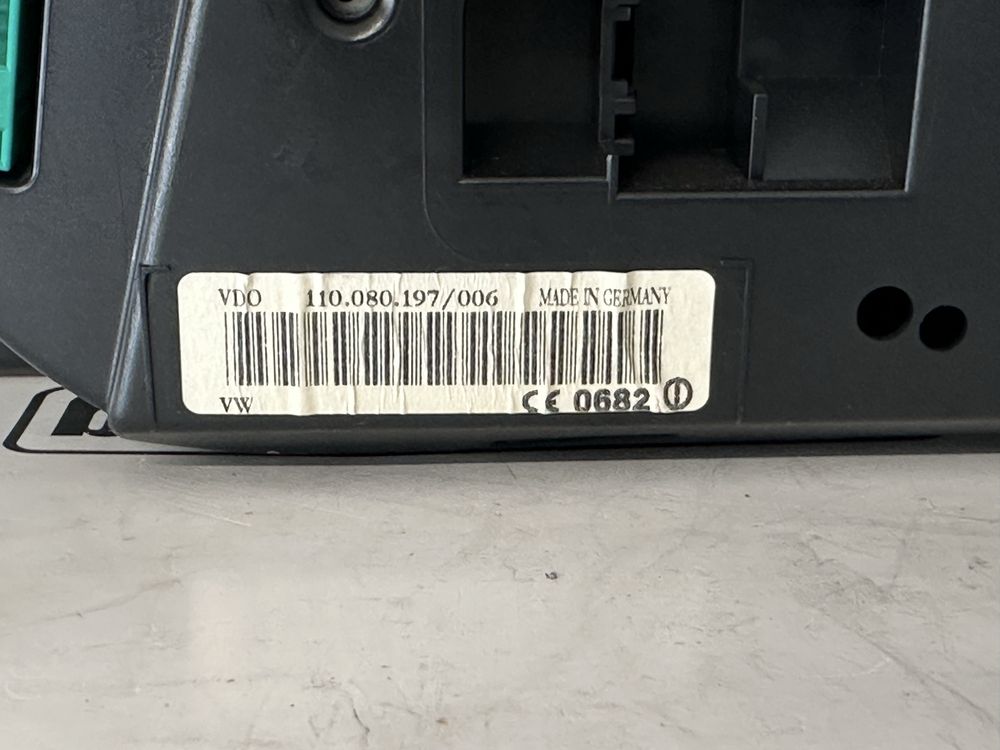 VDO 110.080.197/006 MADE IN GERMANY
VW CE 0682